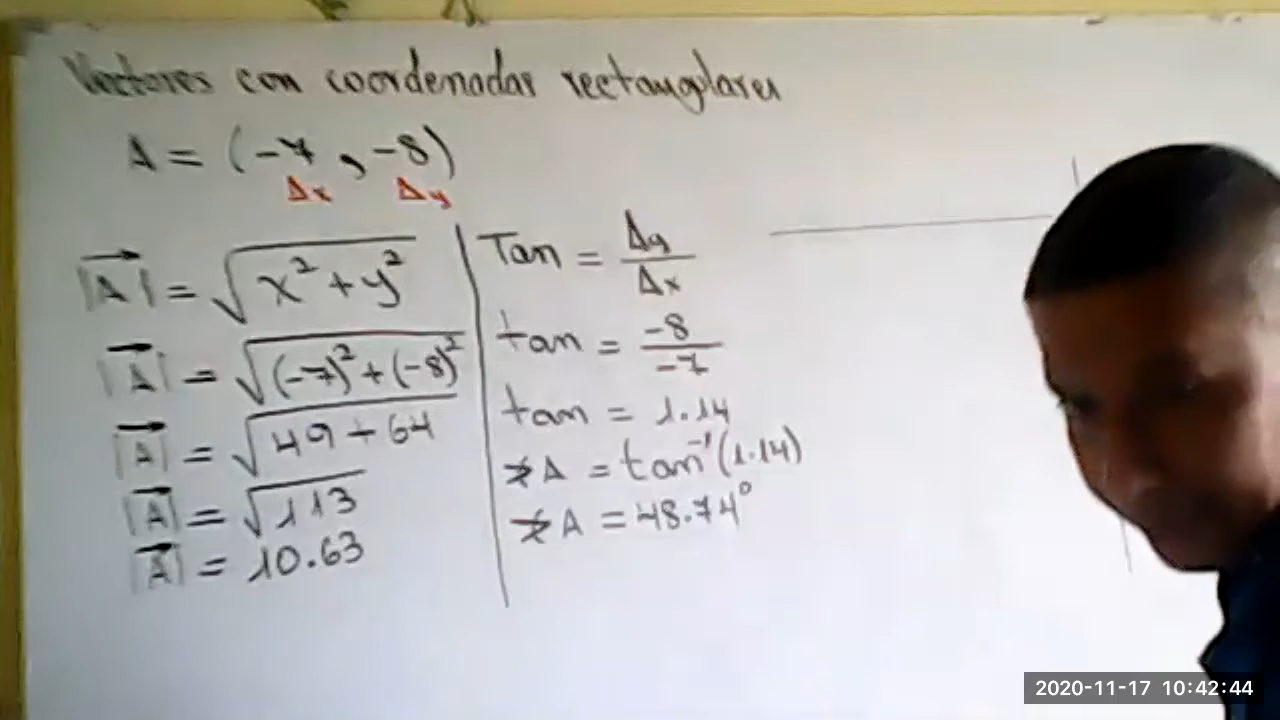 Vectores con coordenadas rectangulares
A = (-7, -8)
Δx Δy
|A| = √x² + y²
|A| = √(-7)² + (-8)²
|A| = √49 + 64
|A| = √113
|A| = 10.63
Tan = Δy/Δx
tan = -8/-7
tan = 1.14
∡A = tan⁻¹(1.14)
∡A = 48.74°
2020-11-17 10:42:44